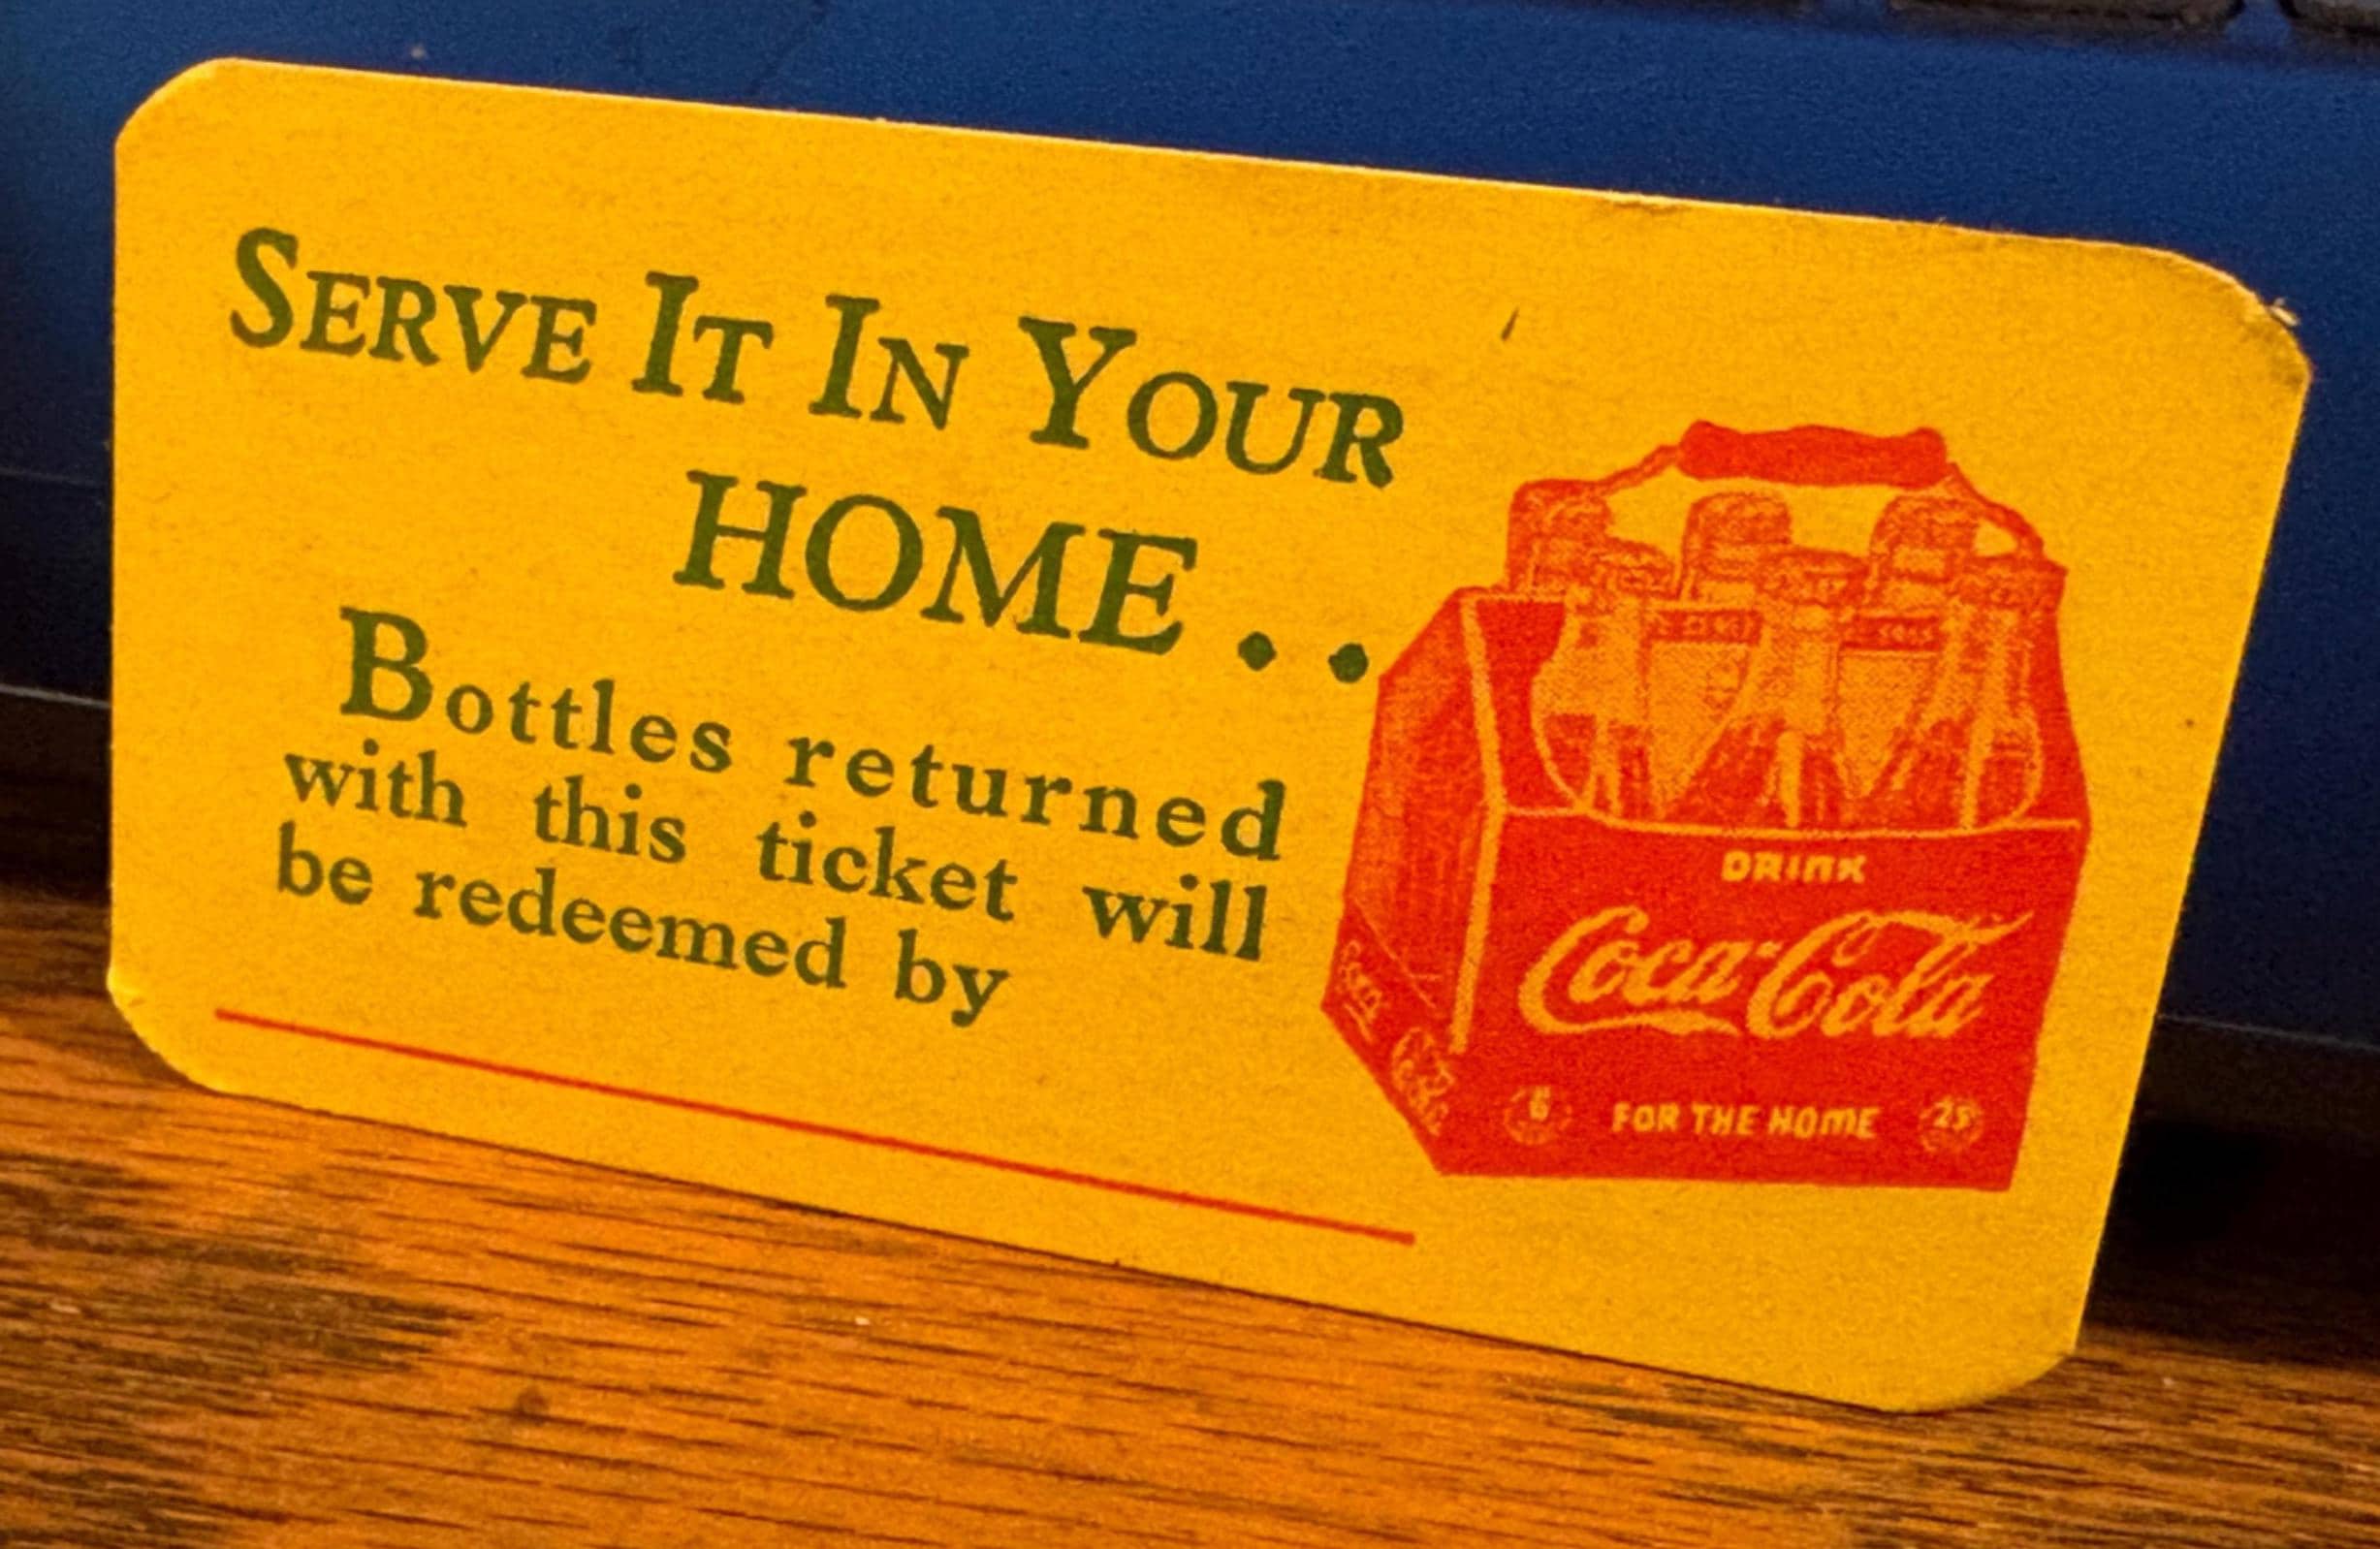 SERVE IT IN YOUR
HOME . .
Bottles returned
with this ticket will
be redeemed by
DRINK
Coca-Cola
6 FOR THE HOME 25